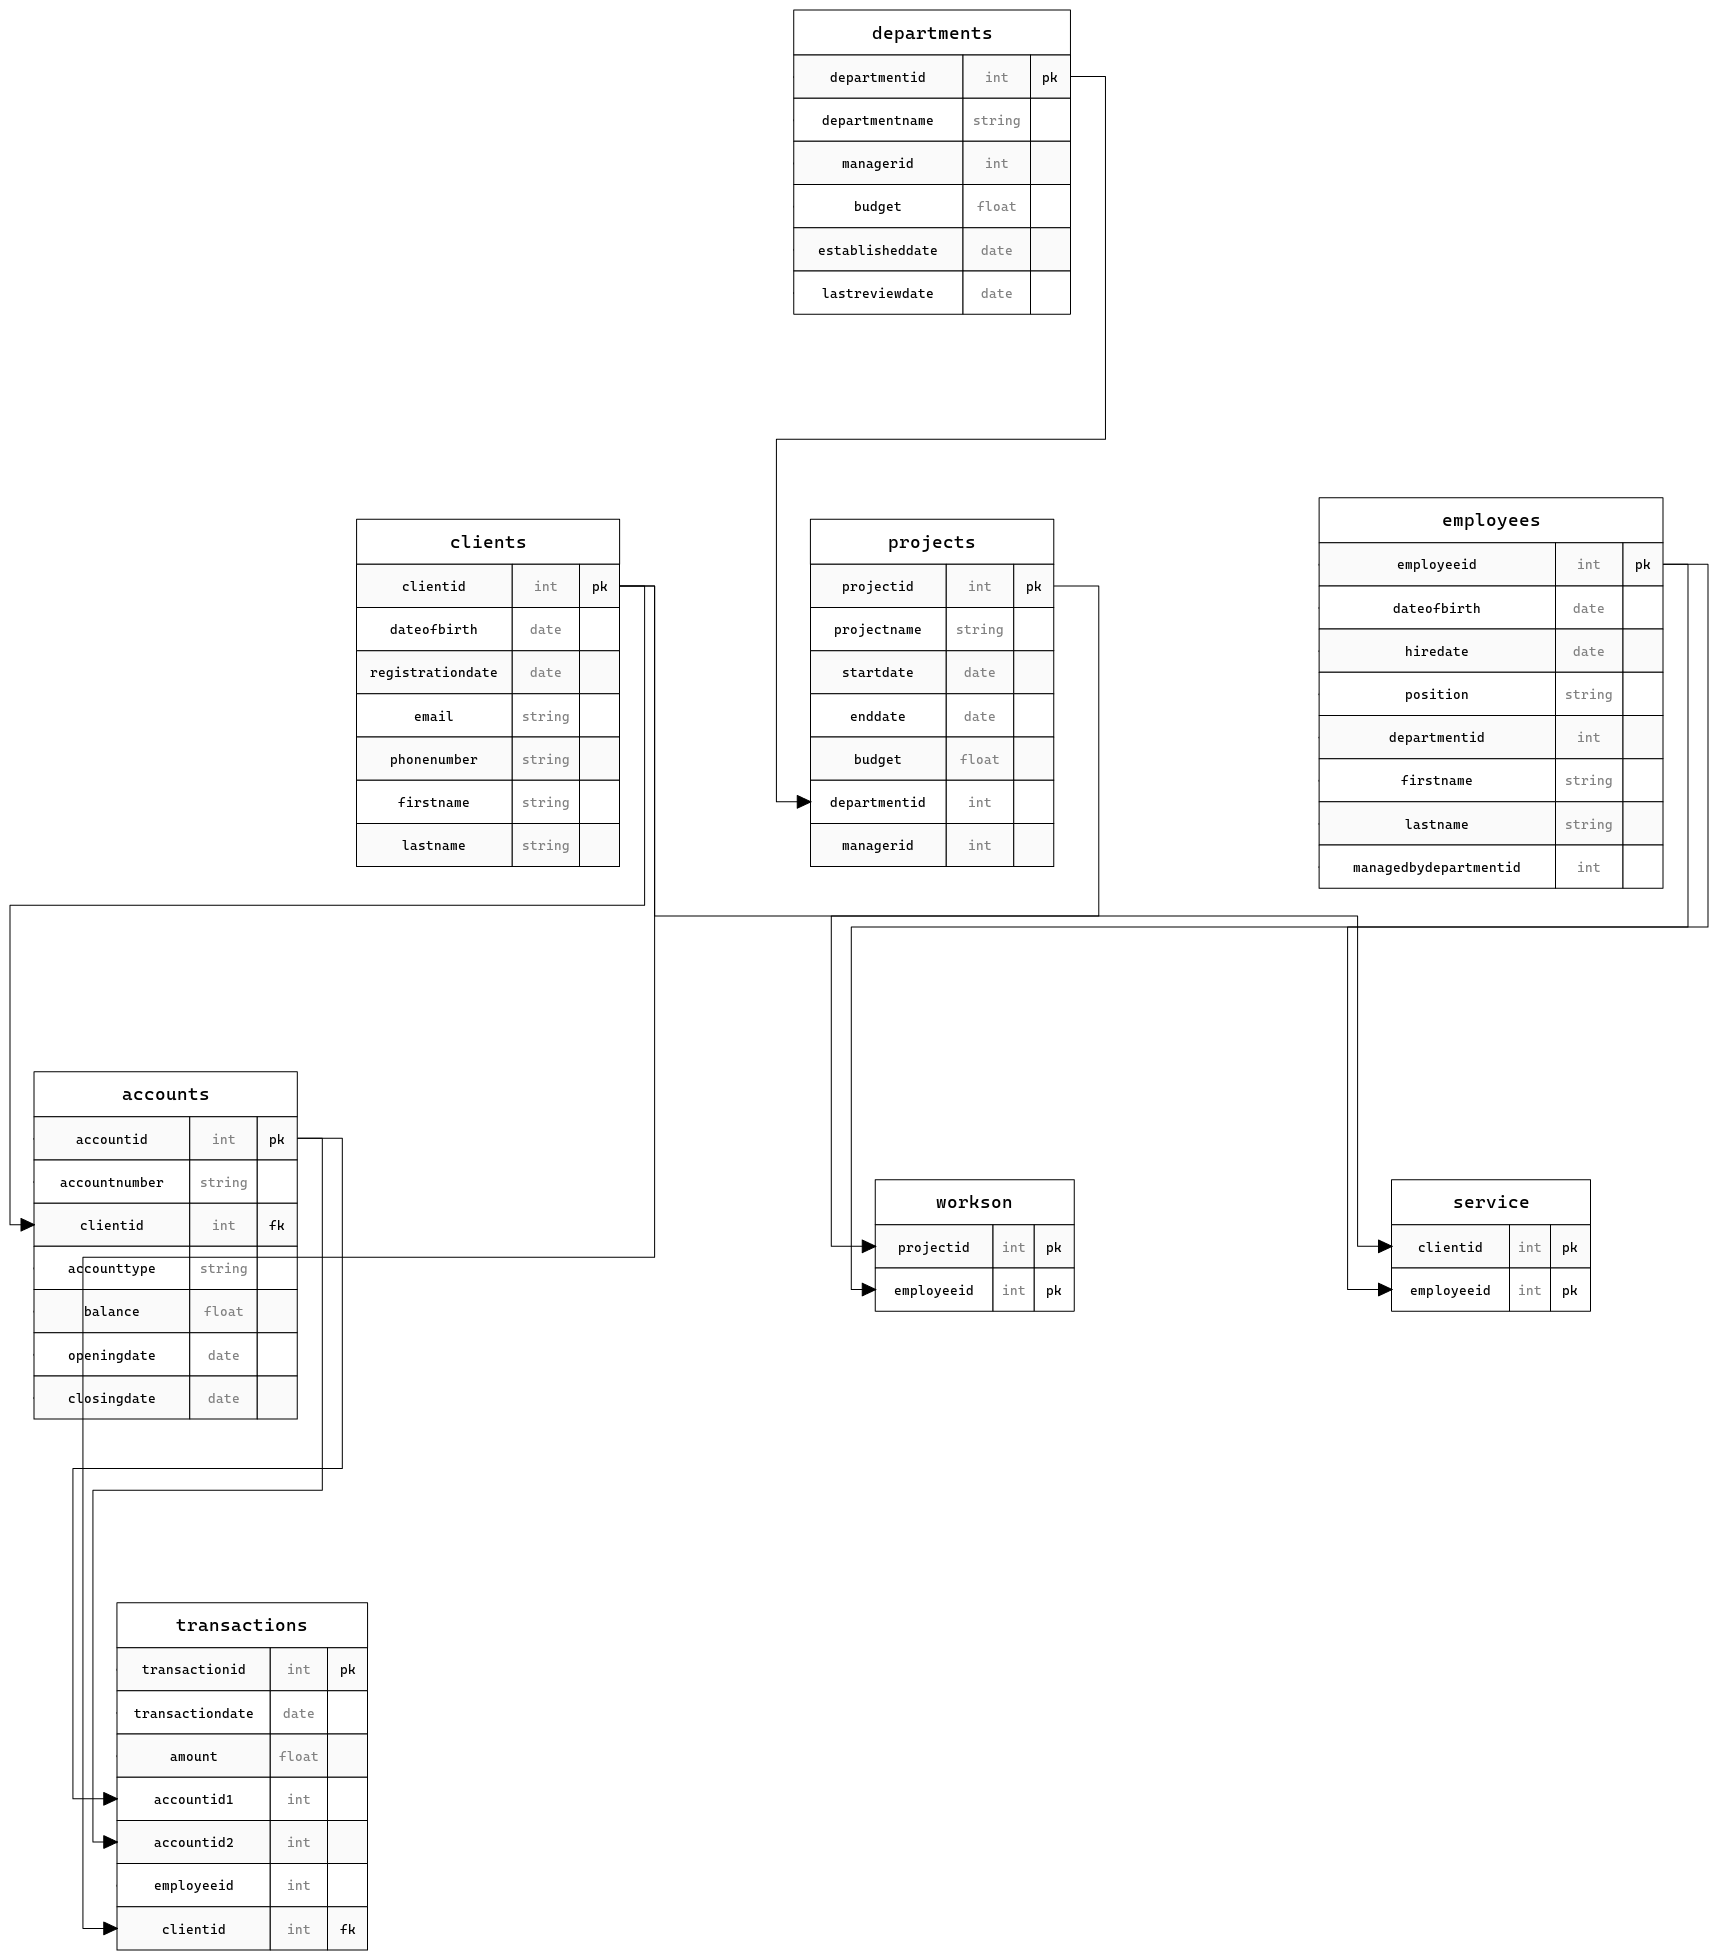 departments
departmentid int pk
departmentname string
managerid int
budget float
establisheddate date
lastreviewdate date
clients
clientid int pk
dateofbirth date
registrationdate date
email string
phonenumber string
firstname string
lastname string
projects
projectid int pk
projectname string
startdate date
enddate date
budget float
departmentid int
managerid int
employees
employeeid int pk
dateofbirth date
hiredate date
position string
departmentid int
firstname string
lastname string
managedbydepartmentid int
accounts
accountid int pk
accountnumber string
clientid int fk
accounttype string
balance float
openingdate date
closingdate date
workson
projectid int pk
employeeid int pk
service
clientid int pk
employeeid int pk
transactions
transactionid int pk
transactiondate date
amount float
accountid1 int
accountid2 int
employeeid int
clientid int fk